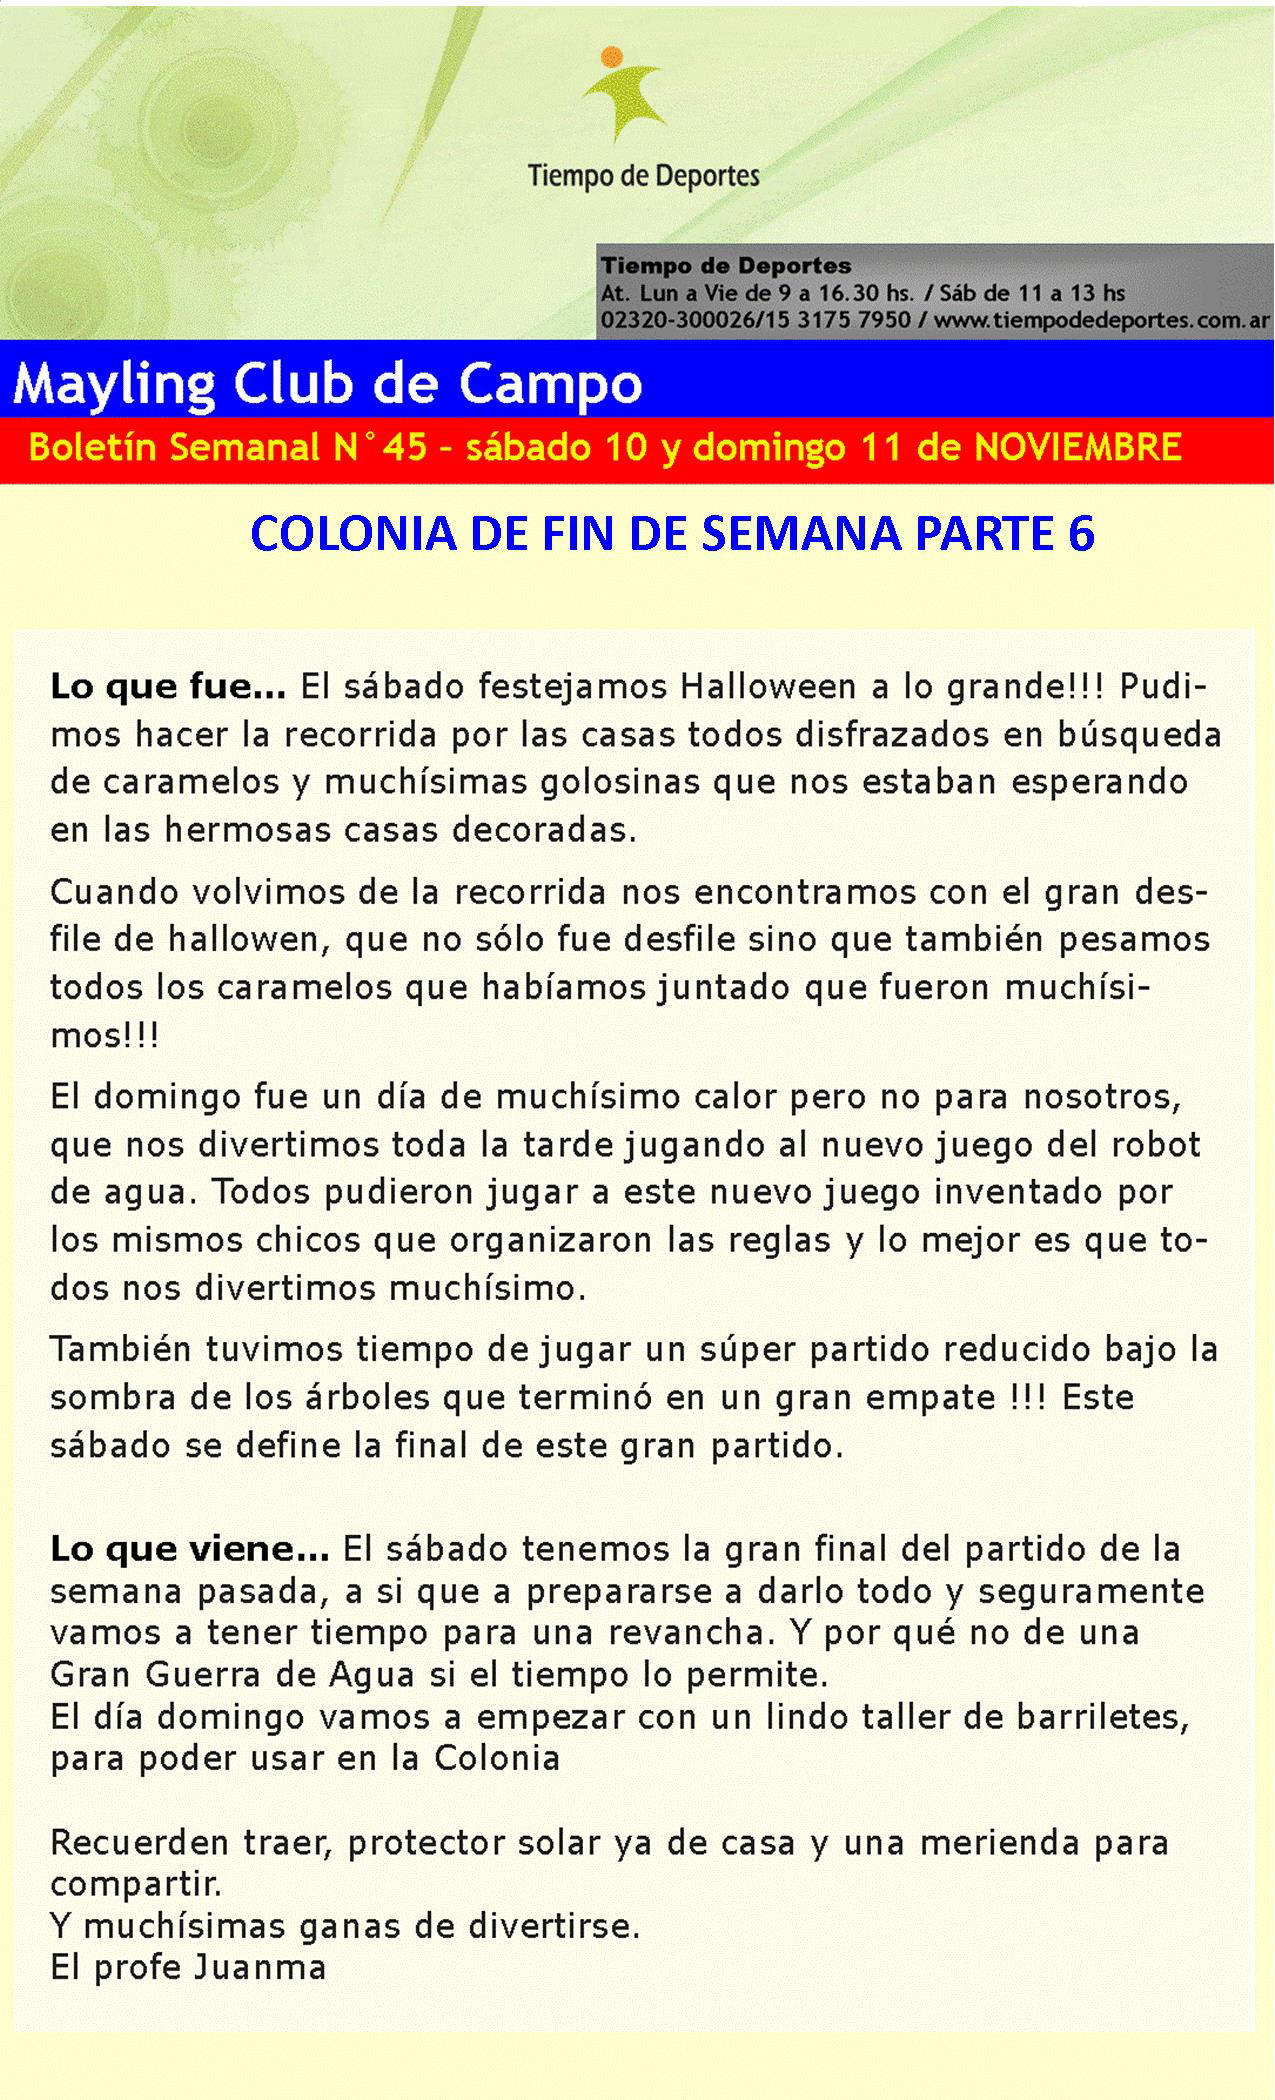 Tiempo de Deportes
Tiempo de Deportes
At. Lun a Vie de 9 a 16.30 hs. / Sáb de 11 a 13 hs
02320-300026/15 3175 7950 / www.tiempodedeportes.com.ar
Mayling Club de Campo
Boletín Semanal N°45 – sábado 10 y domingo 11 de NOVIEMBRE
COLONIA DE FIN DE SEMANA PARTE 6
Lo que fue... El sábado festejamos Halloween a lo grande!!! Pudi-
mos hacer la recorrida por las casas todos disfrazados en búsqueda
de caramelos y muchísimas golosinas que nos estaban esperando
en las hermosas casas decoradas.
Cuando volvimos de la recorrida nos encontramos con el gran des-
file de hallowen, que no sólo fue desfile sino que también pesamos
todos los caramelos que habíamos juntado que fueron muchísi-
mos!!!
El domingo fue un día de muchísimo calor pero no para nosotros,
que nos divertimos toda la tarde jugando al nuevo juego del robot
de agua. Todos pudieron jugar a este nuevo juego inventado por
los mismos chicos que organizaron las reglas y lo mejor es que to-
dos nos divertimos muchísimo.
También tuvimos tiempo de jugar un súper partido reducido bajo la
sombra de los árboles que terminó en un gran empate !!! Este
sábado se define la final de este gran partido.
Lo que viene... El sábado tenemos la gran final del partido de la
semana pasada, a si que a prepararse a darlo todo y seguramente
vamos a tener tiempo para una revancha. Y por qué no de una
Gran Guerra de Agua si el tiempo lo permite.
El día domingo vamos a empezar con un lindo taller de barriletes,
para poder usar en la Colonia
Recuerden traer, protector solar ya de casa y una merienda para
compartir.
Y muchísimas ganas de divertirse.
El profe Juanma